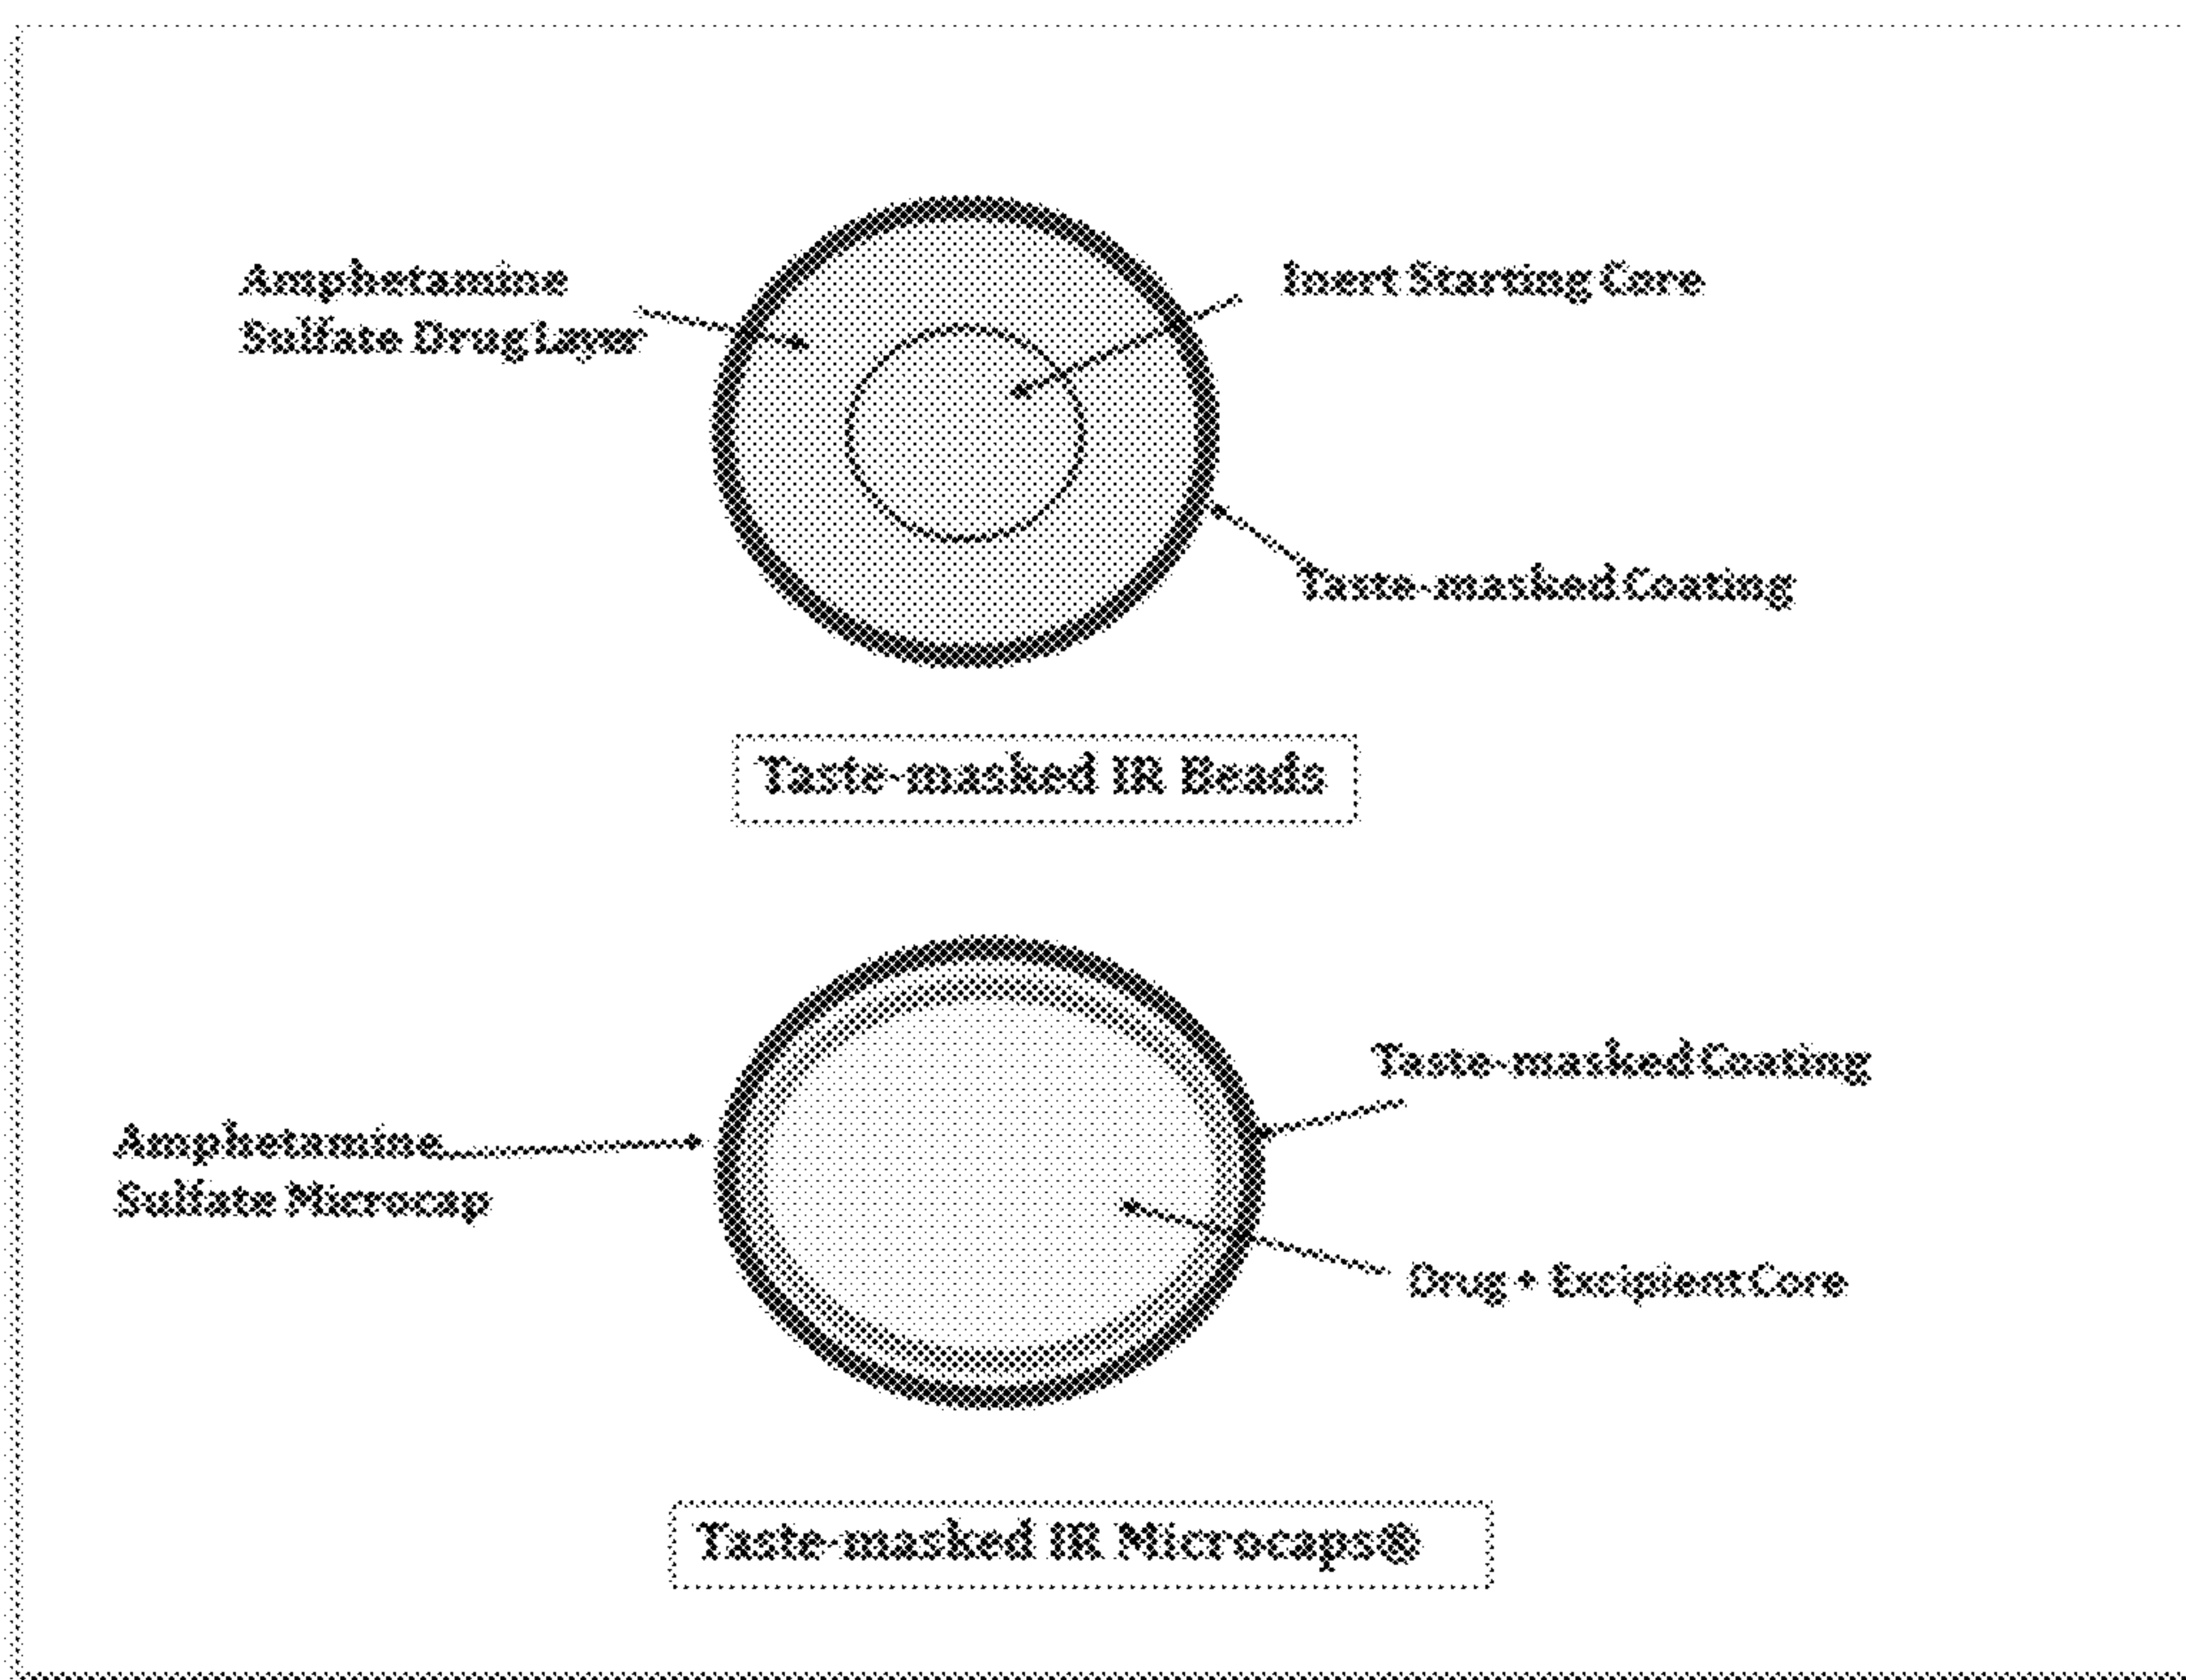 Amphetamine
Sulfate Drug Layer
Inert Starting Core
Taste-masked Coating
Taste-masked IR Beads
Taste-masked Coating
Amphetamine
Sulfate Microcap
Drug + Excipient Core
Taste-masked IR Microcaps®